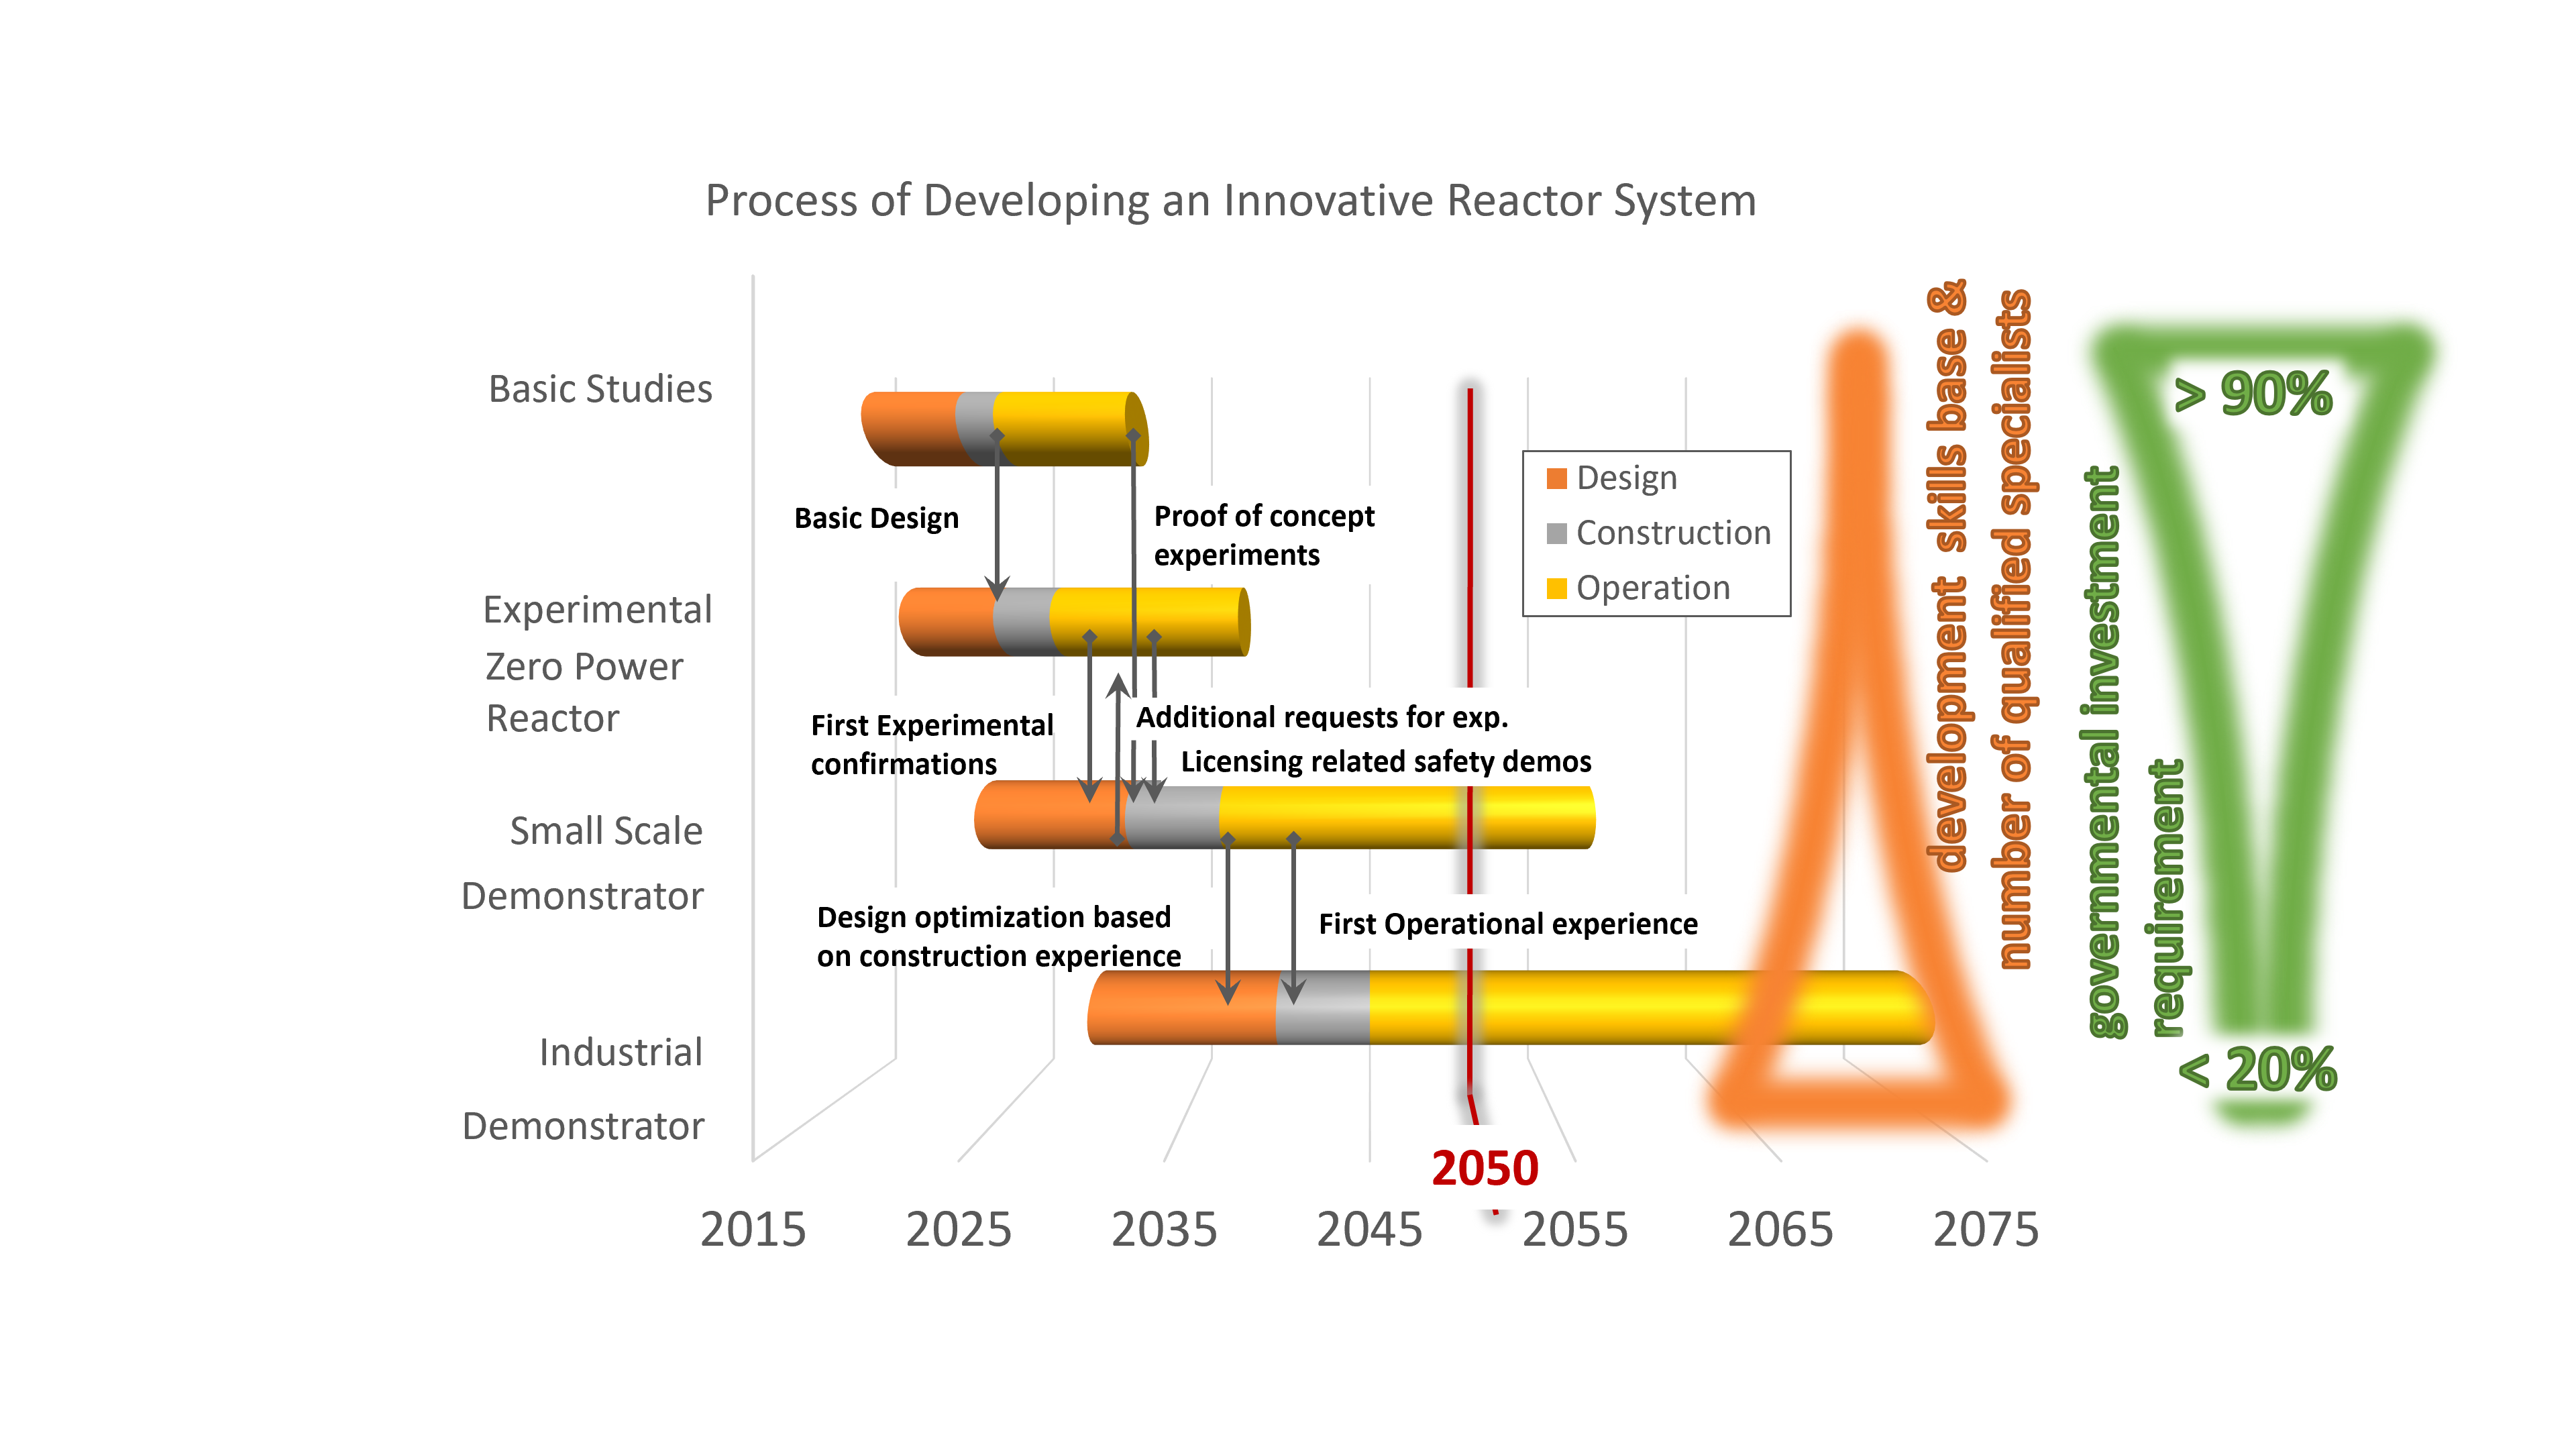 Process of Developing an Innovative Reactor System
Basic Studies
Experimental
Zero Power
Reactor
Small Scale
Demonstrator
Industrial
Demonstrator
Basic Design
Proof of concept
experiments
First Experimental
confirmations
Additional requests for exp.
Licensing related safety demos
Design optimization based
on construction experience
First Operational experience
Design
Construction
Operation
2050
2015
2025
2035
2045
2055
2065
2075
development skills base &
number of qualified specialists
governmental investment
requirement
> 90%
< 20%